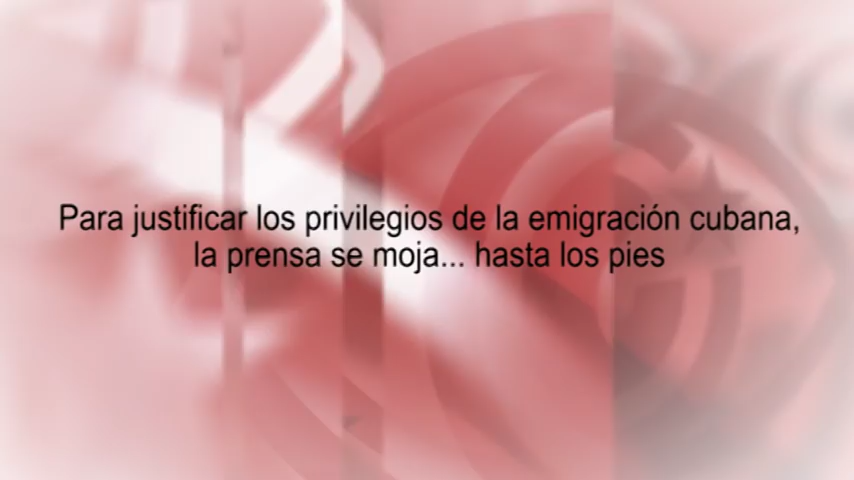 Para justificar los privilegios de la emigración cubana,
la prensa se moja... hasta los pies